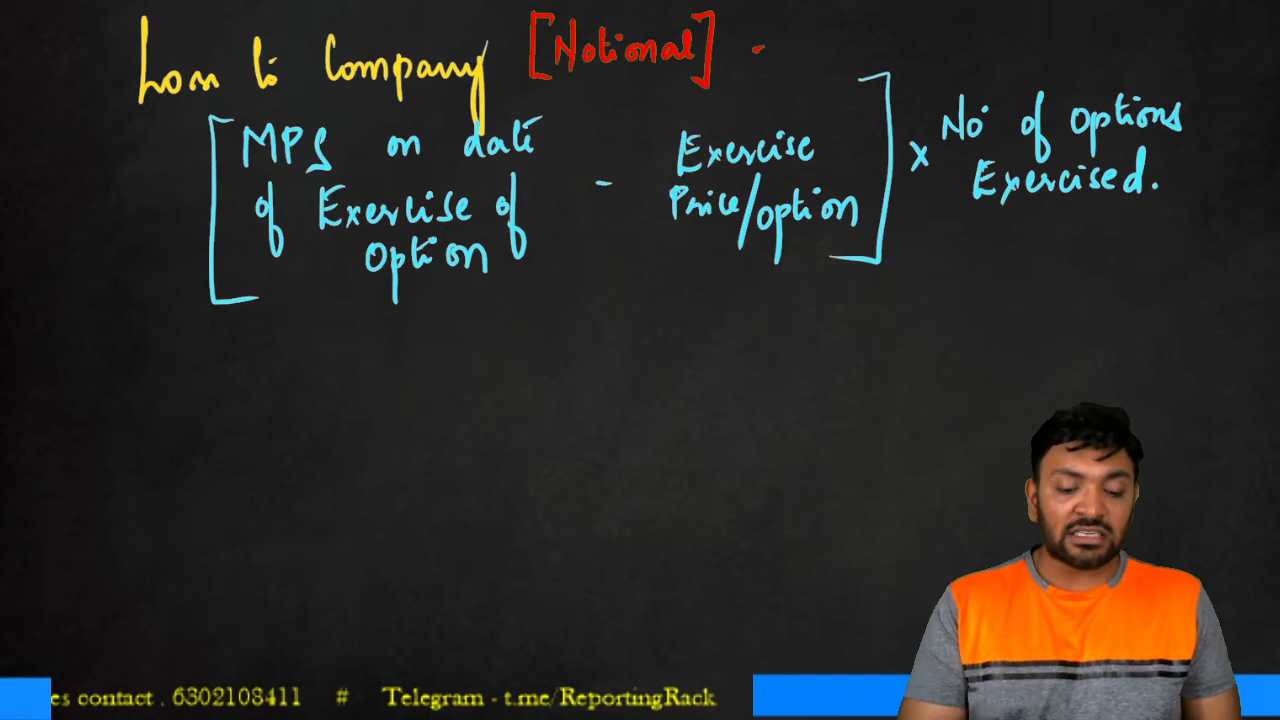 Loss to Company [Notional] -
[MPS on date of Exercise of Option - Exercise Price/option] x No of options Exercised.
es contact . 6302108411 # Telegram - t.me/ReportingRack